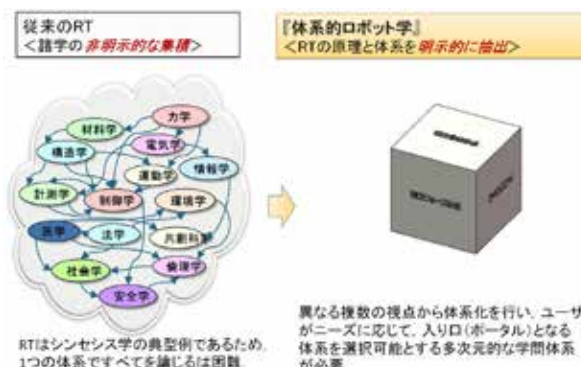 従来のRT
<諸学の非明示的な集積>
『体系的ロボット学』
<RTの原理と体系を明示的に抽出>
力学
材料学
電気学
構造学
運動学
情報学
計測学
制御学
環境学
医学
法学
共創科学
社会学
倫理学
安全学
RTはシンセシス学の典型例であるため,
1つの体系ですべてを論じるは困難.
異なる複数の視点から体系化を行い, ユーザ
がニーズに応じて, 入り口(ポータル)となる
体系を選択可能とする多次元的な学問体系
が必要